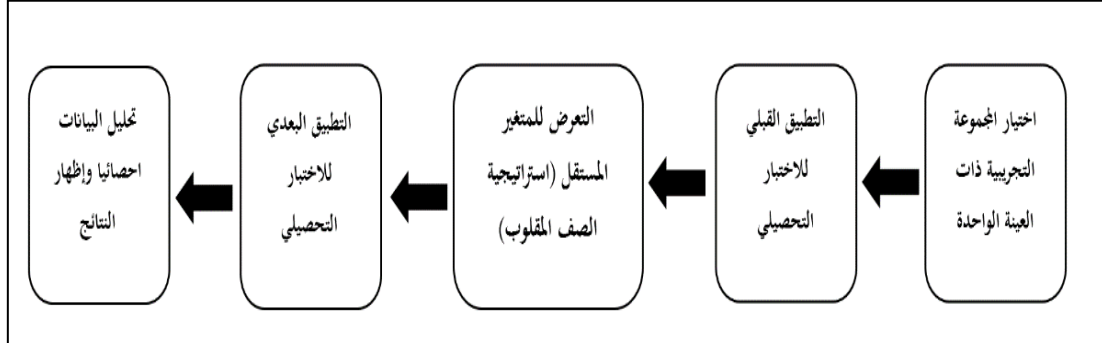 اختيار المجموعة
التجريبية ذات
العينة الواحدة
التطبيق القبلي
للاختبار
التحصيلي
التعرض للمتغير
المستقل (استراتيجية
الصف المقلوب)
التطبيق البعدي
للاختبار
التحصيلي
تحليل البيانات
احصائيا وإظهار
النتائج